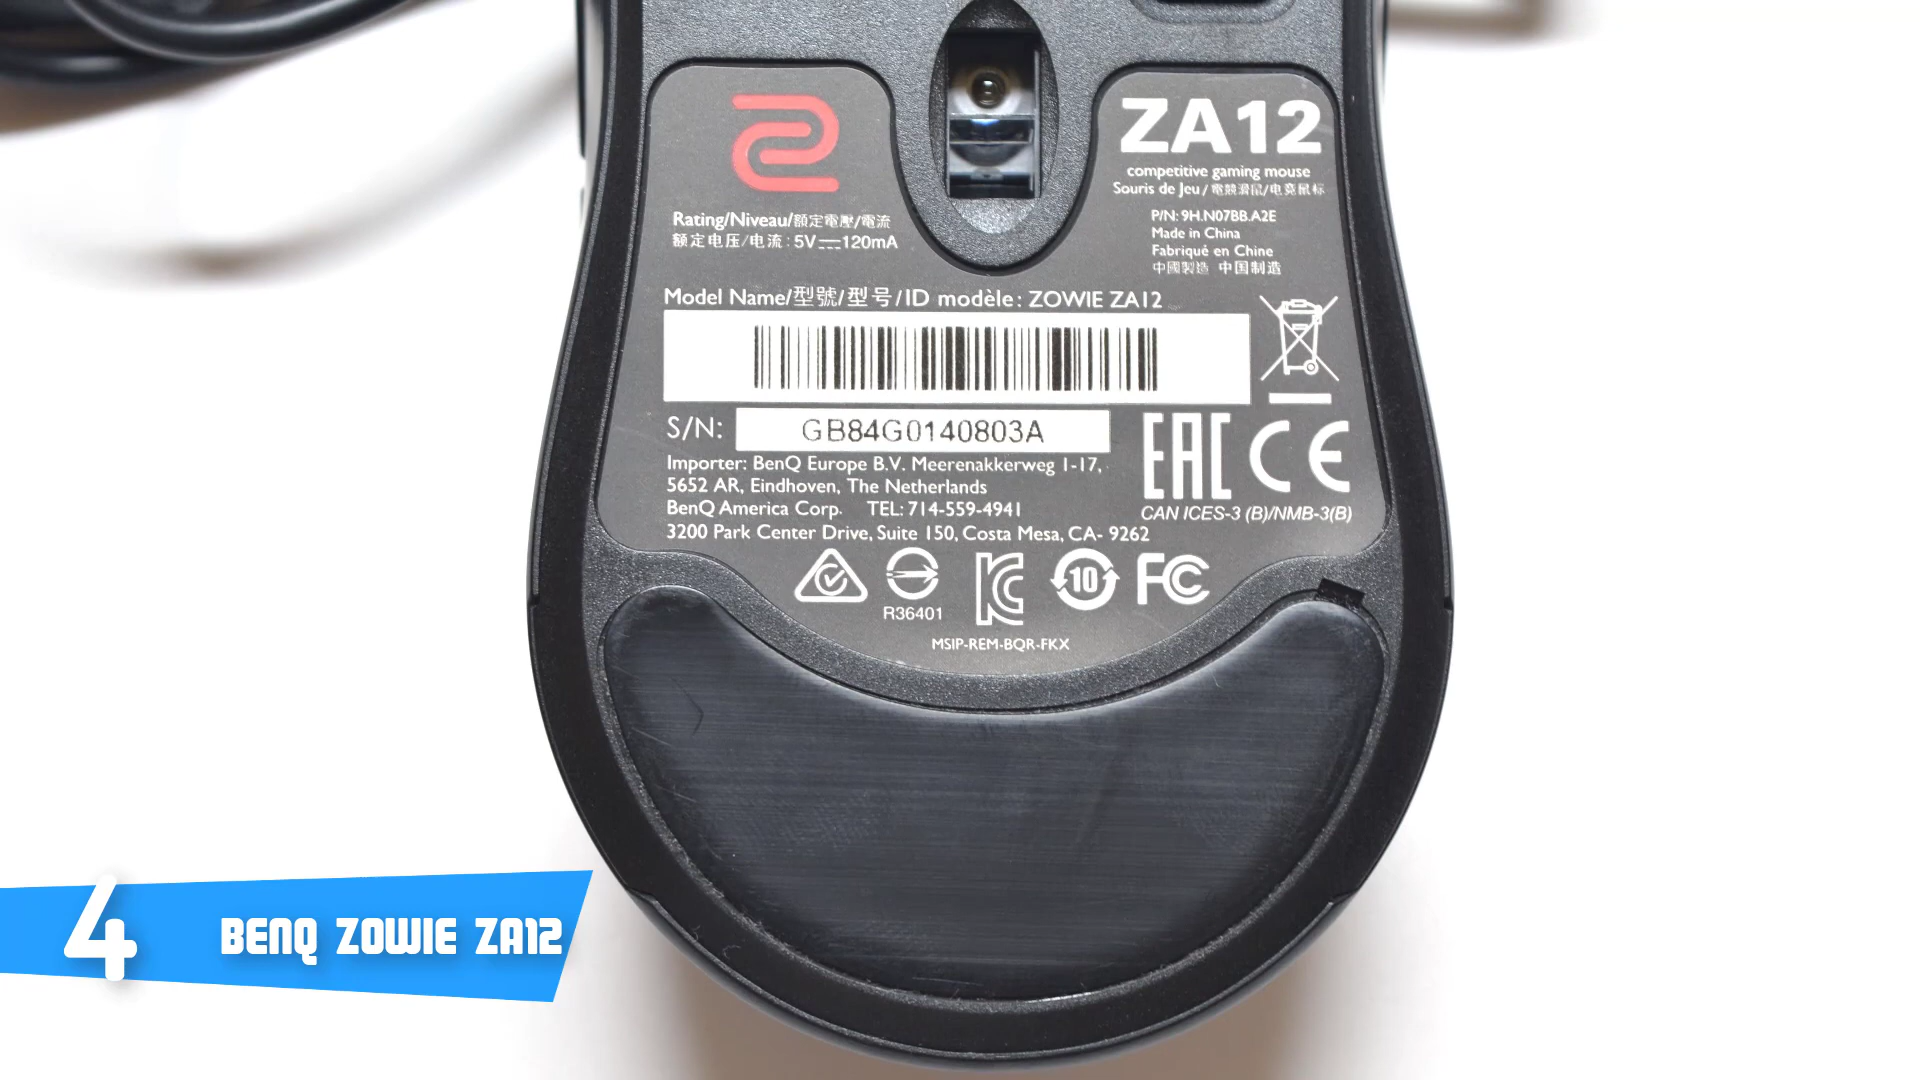 ZA12
competitive gaming mouse
Souris de Jeu / 電競滑鼠/电竞鼠标
P/N: 9H.N07BB.A2E
Made in China
Fabriqué en Chine
中國製造 中国制造
Rating/Niveau/額定電壓/電流
额定电压/电流 : 5V⎓120mA
Model Name/型號/型号/ID modèle: ZOWIE ZA12
S/N: GB84G0140803A
Importer: BenQ Europe B.V. Meerenakkerweg 1-17,
5652 AR, Eindhoven, The Netherlands
BenQ America Corp. TEL: 714-559-4941
3200 Park Center Drive, Suite 150, Costa Mesa, CA- 9262
EAC CE
CAN ICES-3 (B)/NMB-3(B)
R36401
KC
10
FC
MSIP-REM-BQR-FKX
4 BENQ ZOWIE ZA12